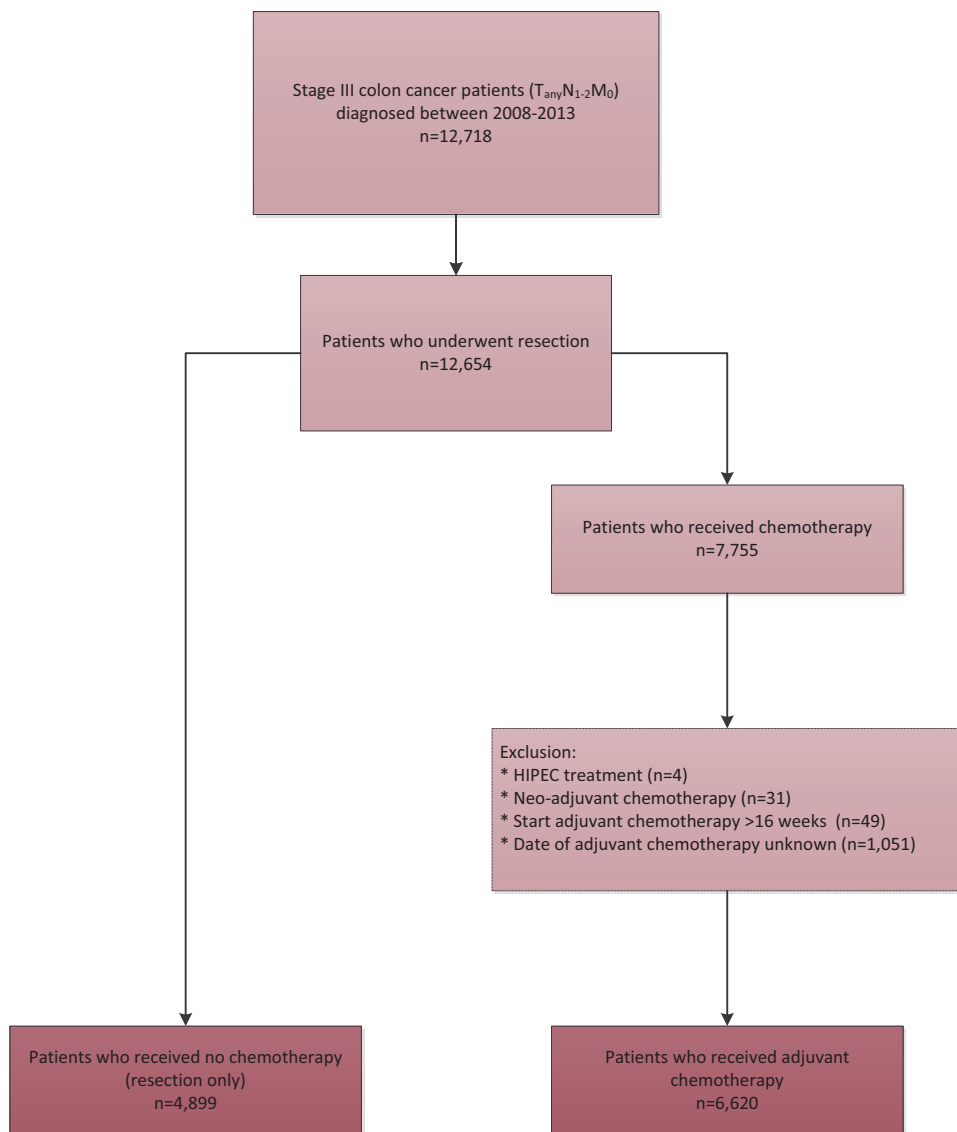 Stage III colon cancer patients (TanyN1-2M0)
diagnosed between 2008-2013
n=12,718
Patients who underwent resection
n=12,654
Patients who received chemotherapy
n=7,755
Exclusion:
* HIPEC treatment (n=4)
* Neo-adjuvant chemotherapy (n=31)
* Start adjuvant chemotherapy >16 weeks (n=49)
* Date of adjuvant chemotherapy unknown (n=1,051)
Patients who received no chemotherapy
(resection only)
n=4,899
Patients who received adjuvant
chemotherapy
n=6,620